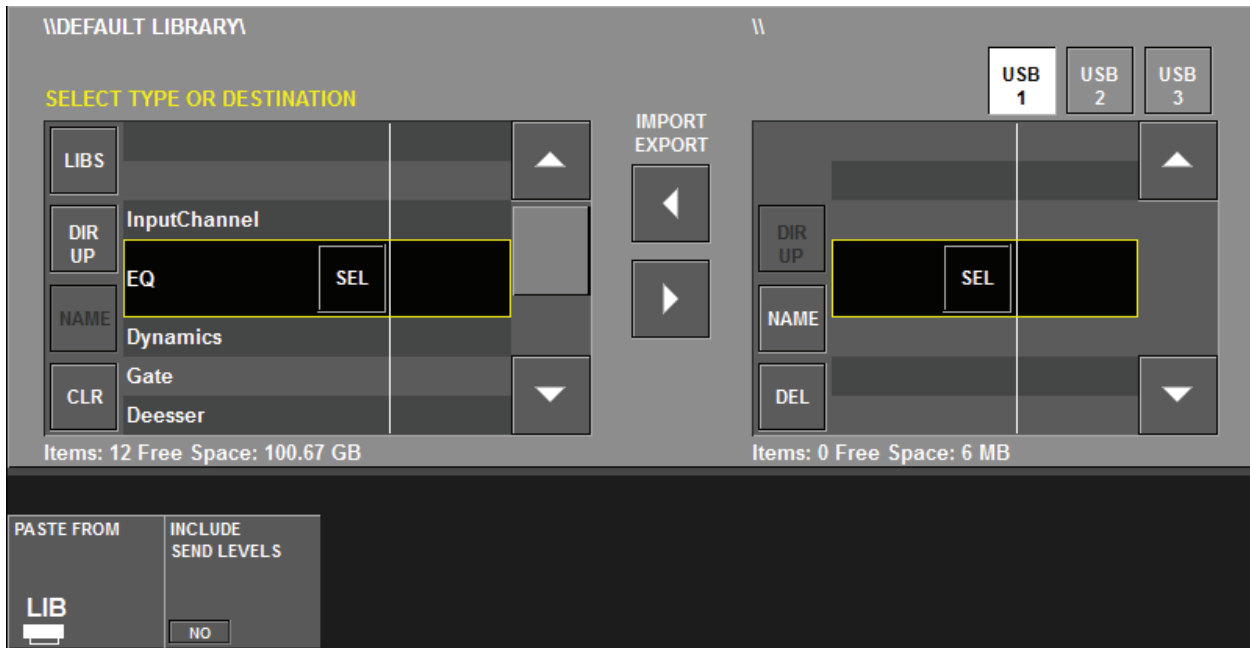 \\DEFAULT LIBRARY\
\\
USB 1
USB 2
USB 3
SELECT TYPE OR DESTINATION
IMPORT
EXPORT
LIBS
DIR
UP
NAME
CLR
InputChannel
EQ
SEL
Dynamics
Gate
Deesser
DIR
UP
NAME
DEL
SEL
Items: 12 Free Space: 100.67 GB
Items: 0 Free Space: 6 MB
PASTE FROM
LIB
INCLUDE
SEND LEVELS
NO